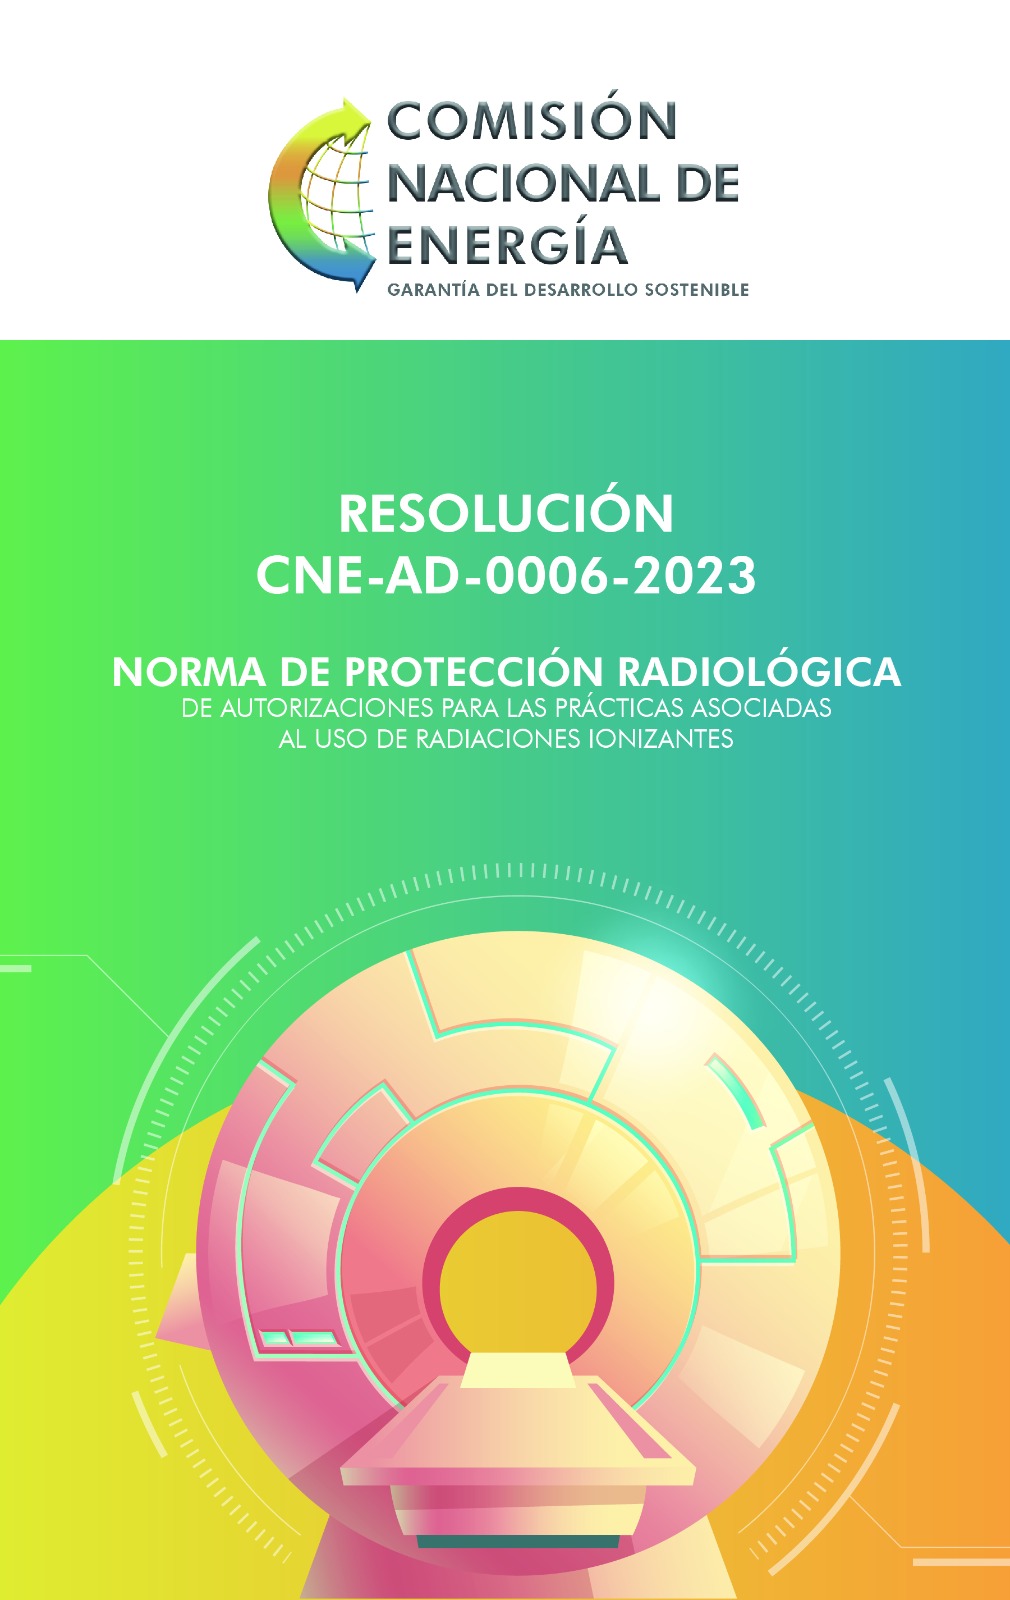 COMISIÓN
NACIONAL DE
ENERGÍA
GARANTÍA DEL DESARROLLO SOSTENIBLE
RESOLUCIÓN
CNE-AD-0006-2023
NORMA DE PROTECCIÓN RADIOLÓGICA
DE AUTORIZACIONES PARA LAS PRÁCTICAS ASOCIADAS
AL USO DE RADIACIONES IONIZANTES